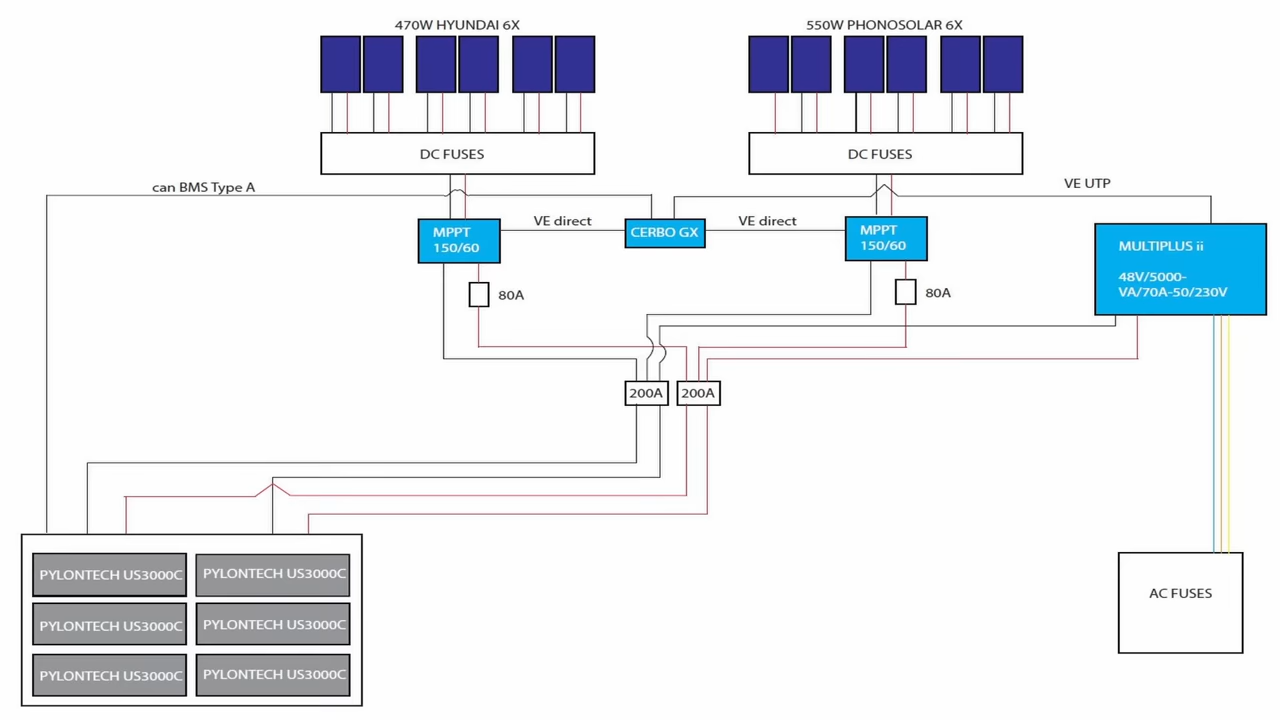 470W HYUNDAI 6X
550W PHONOSOLAR 6X
DC FUSES
DC FUSES
can BMS Type A
VE UTP
MPPT
150/60
VE direct
CERBO GX
VE direct
MPPT
150/60
MULTIPLUS ii
48V/5000-
VA/70A-50/230V
80A
80A
200A
200A
PYLONTECH US3000C
PYLONTECH US3000C
PYLONTECH US3000C
PYLONTECH US3000C
PYLONTECH US3000C
PYLONTECH US3000C
AC FUSES